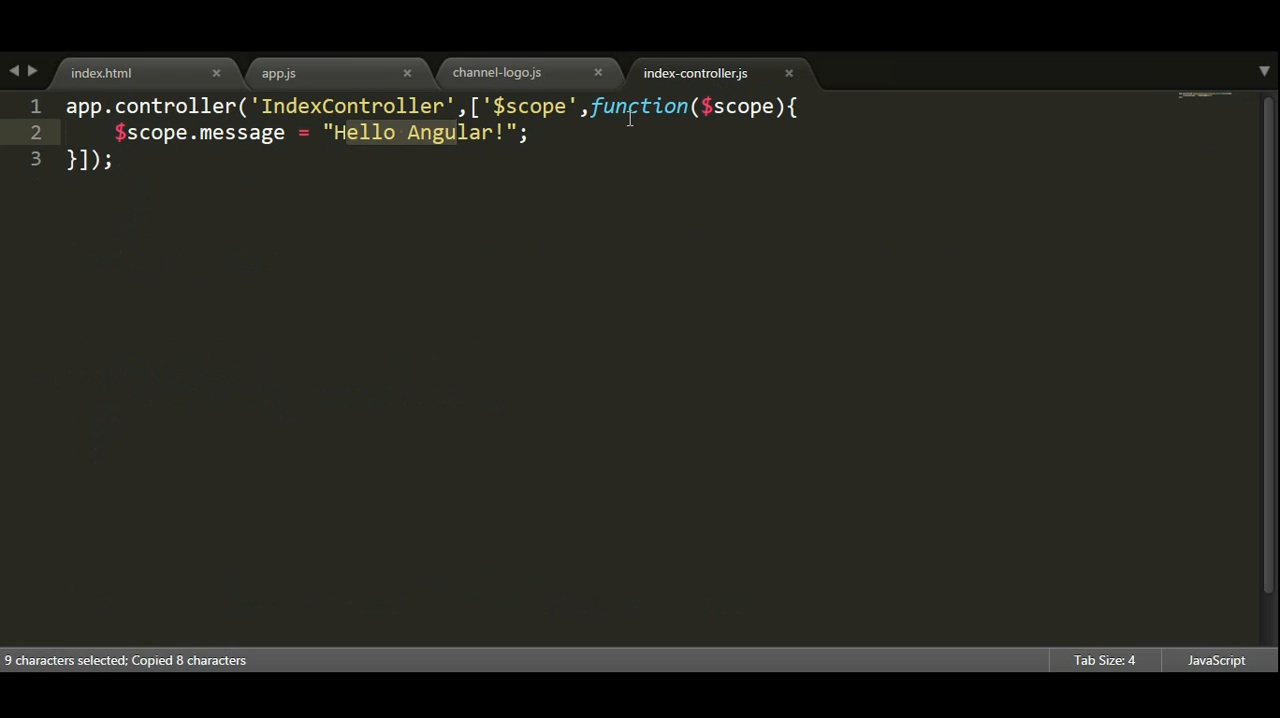 index.html × app.js × channel-logo.js × index-controller.js ×
1 app.controller('IndexController',['$scope',function($scope){
2     $scope.message = "Hello Angular!";
3 }]);
9 characters selected; Copied 8 characters Tab Size: 4 JavaScript